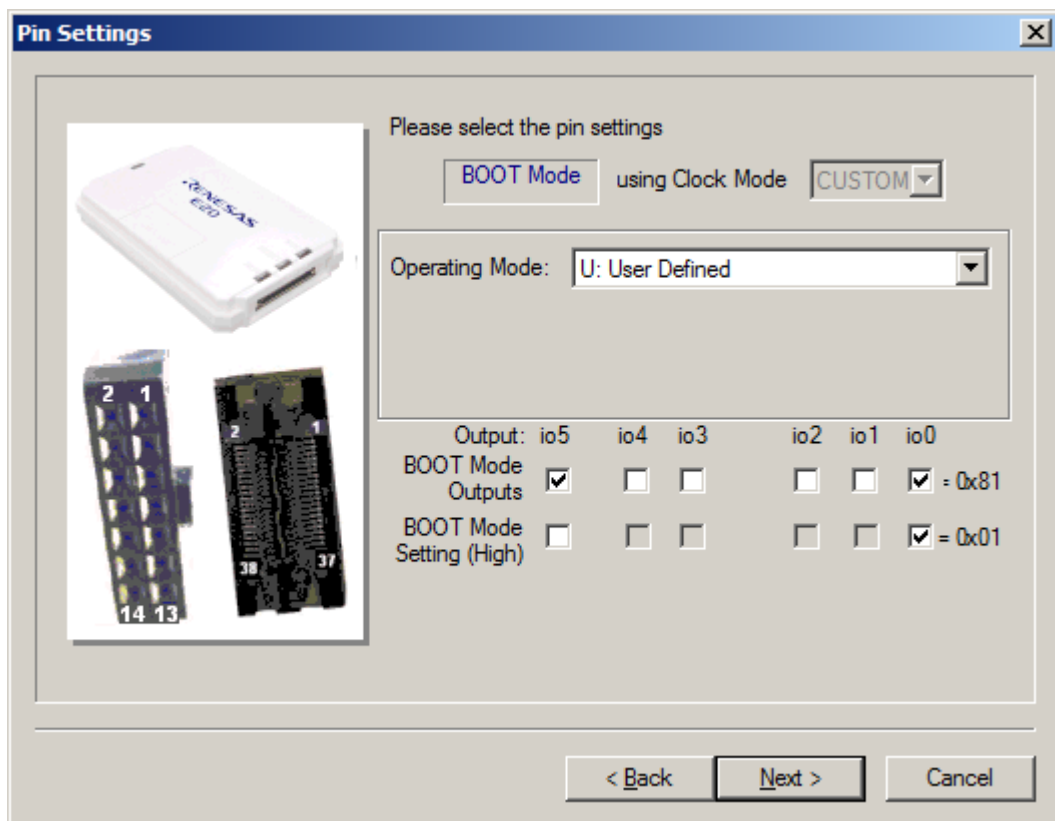 Pin Settings
Please select the pin settings
BOOT Mode using Clock Mode CUSTOM
RENESAS
E20
Operating Mode: U: User Defined
2 1
2 1
Output: io5 io4 io3 io2 io1 io0
BOOT Mode
Outputs = 0x81
BOOT Mode
Setting (High) = 0x01
38 37
14 13
< Back Next > Cancel